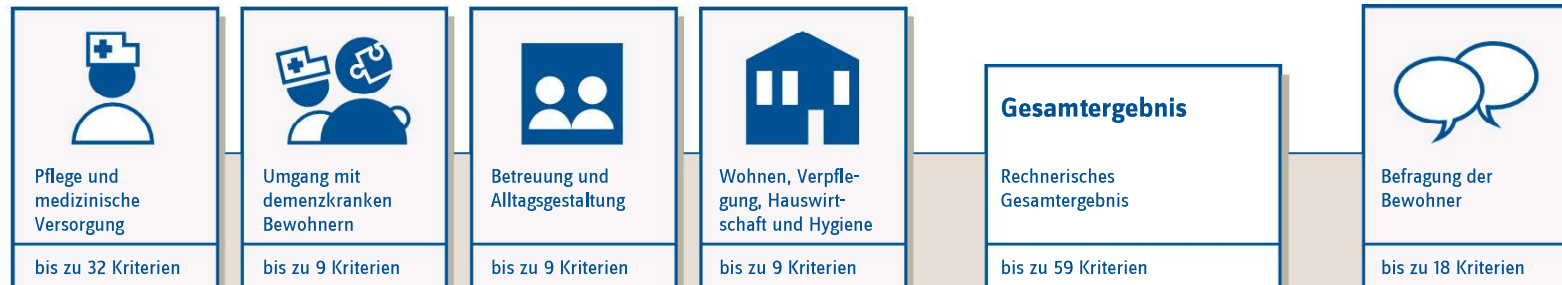 Pflege und
medizinische
Versorgung
bis zu 32 Kriterien
Umgang mit
demenzkranken
Bewohnern
bis zu 9 Kriterien
Betreuung und
Alltagsgestaltung
bis zu 9 Kriterien
Wohnen, Verpfle-
gung, Hauswirt-
schaft und Hygiene
bis zu 9 Kriterien
Gesamtergebnis
Rechnerisches
Gesamtergebnis
bis zu 59 Kriterien
Befragung der
Bewohner
bis zu 18 Kriterien